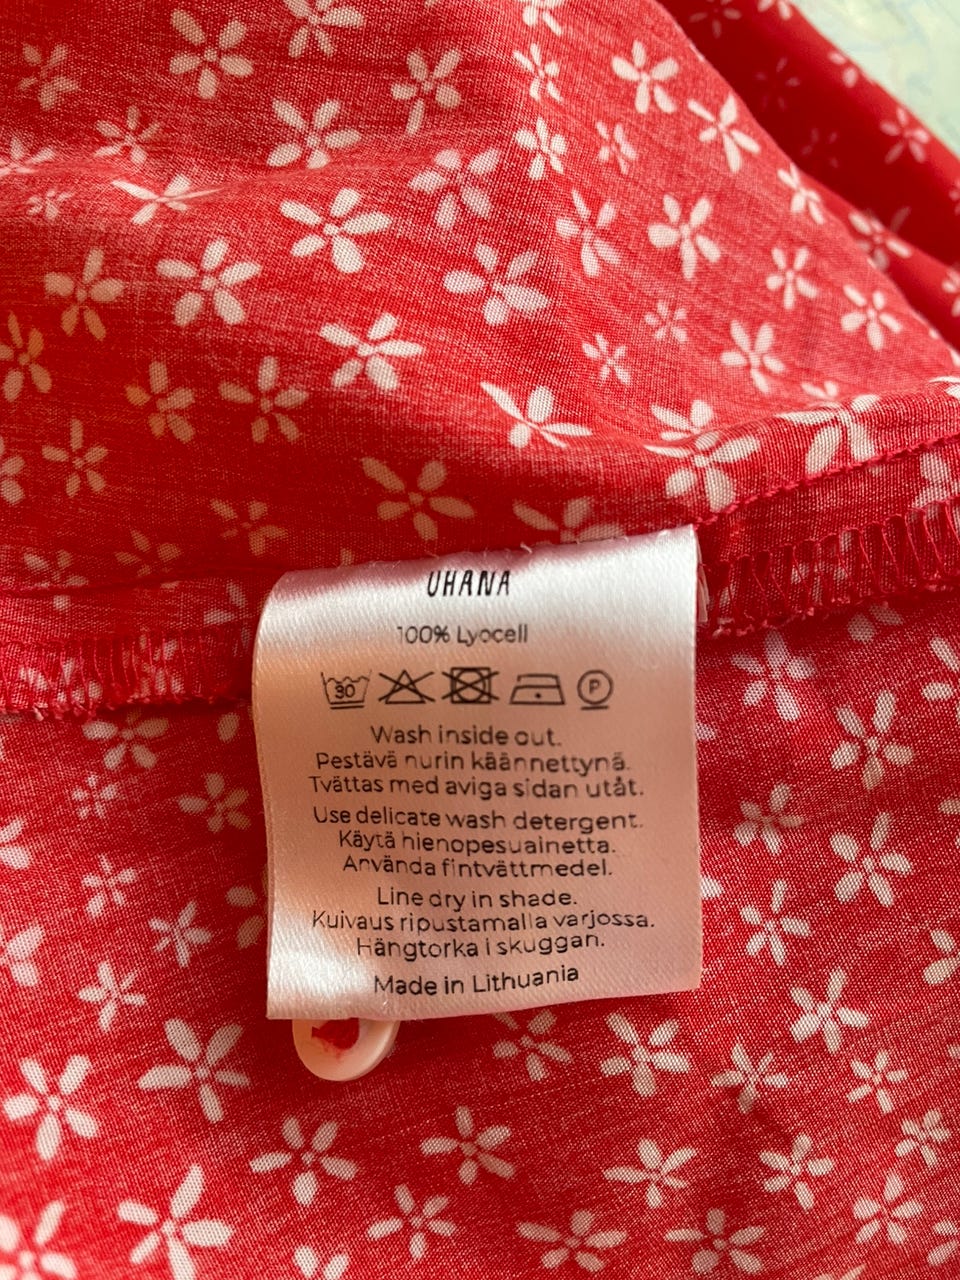 UHANA
100% Lyocell
30 P
Wash inside out.
Pestävä nurin käännettynä.
Tvättas med aviga sidan utåt.
Use delicate wash detergent.
Käytä hienopesuainetta.
Använda fintvättmedel.
Line dry in shade.
Kuivaus ripustamalla varjossa.
Hängtorka i skuggan.
Made in Lithuania